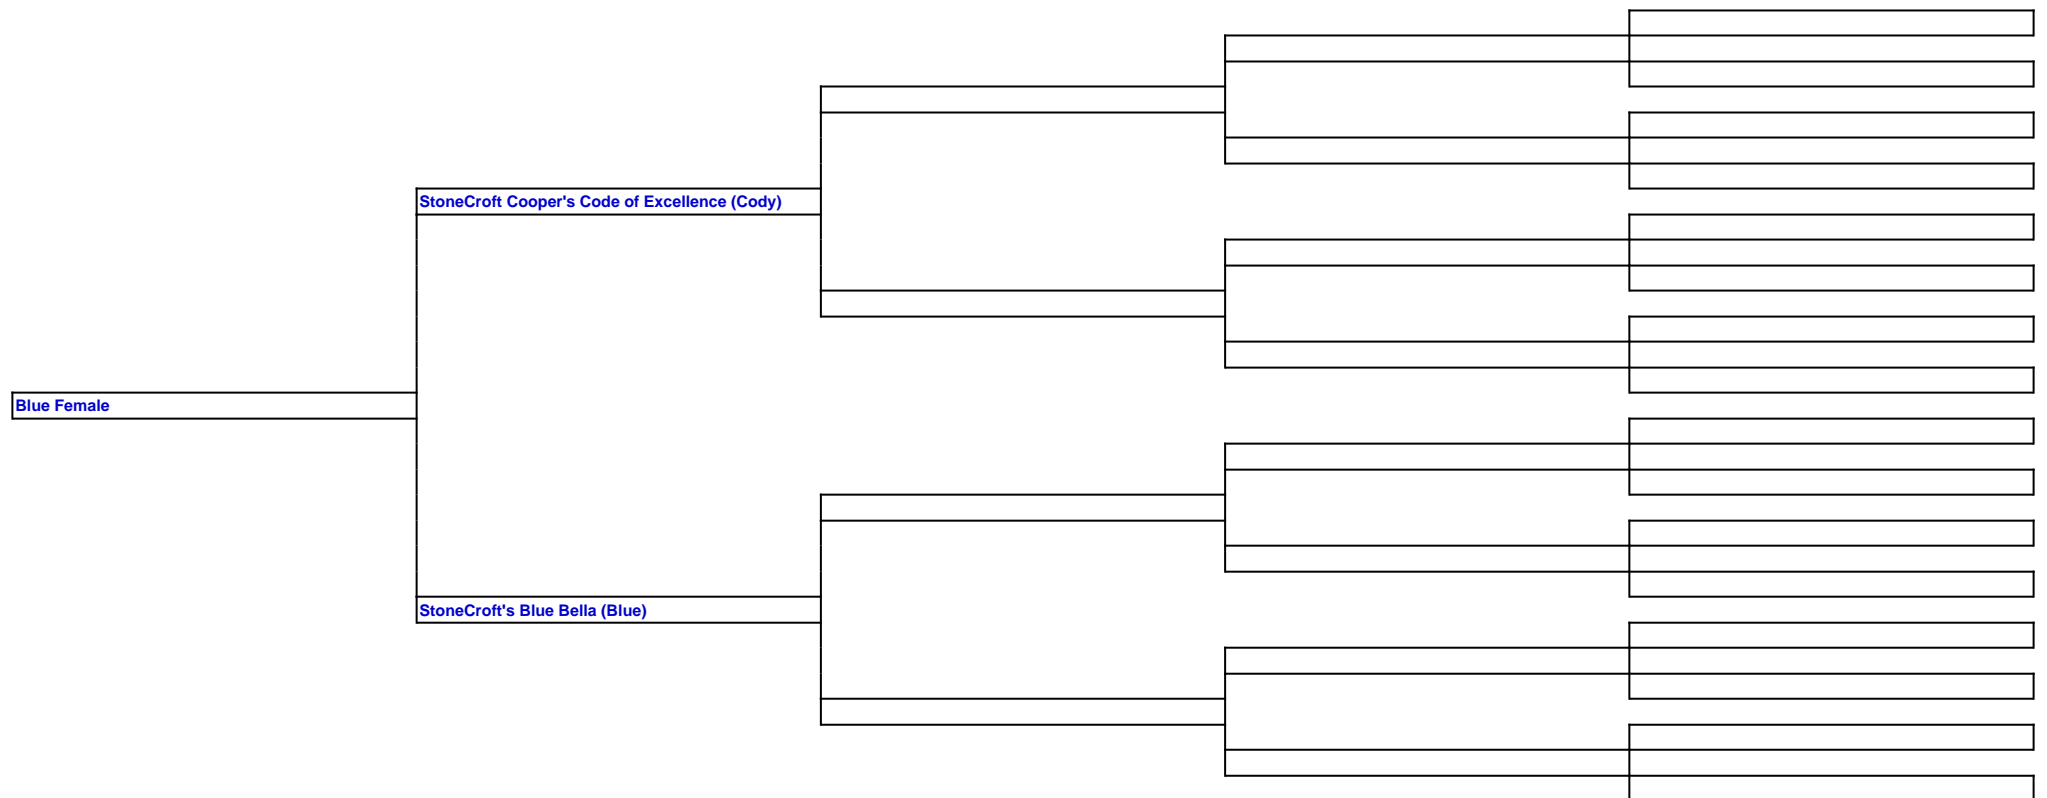 StoneCroft Cooper's Code of Excellence (Cody)
Blue Female
StoneCroft's Blue Bella (Blue)